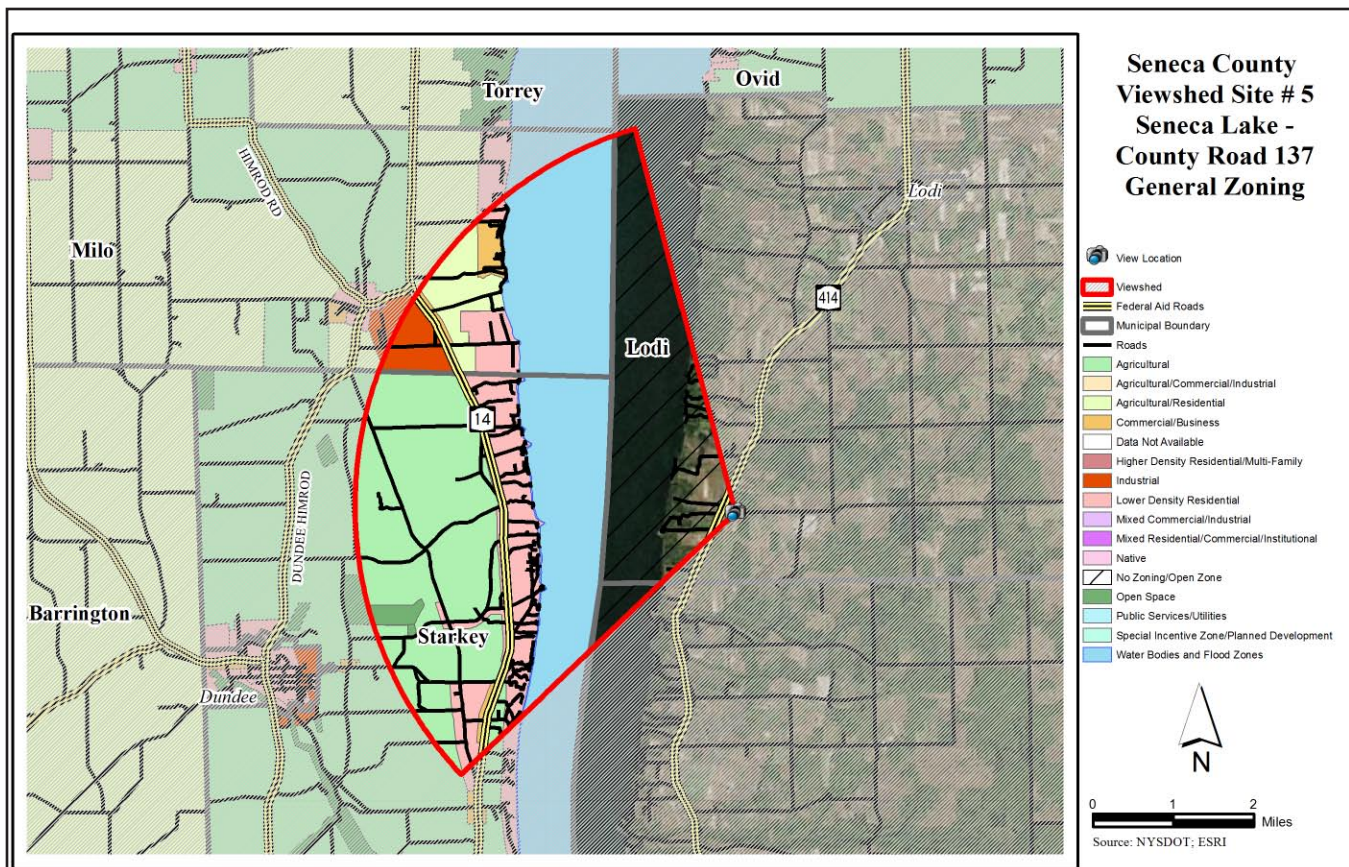 Seneca County
Viewshed Site # 5
Seneca Lake -
County Road 137
General Zoning
View Location
Viewshed
Federal Aid Roads
Municipal Boundary
Roads
Agricultural
Agricultural/Commercial/Industrial
Agricultural/Residential
Commercial/Business
Data Not Available
Higher Density Residential/Multi-Family
Industrial
Lower Density Residential
Mixed Commercial/Industrial
Mixed Residential/Commercial/Institutional
Native
No Zoning/Open Zone
Open Space
Public Services/Utilities
Special Incentive Zone/Planned Development
Water Bodies and Flood Zones
N
0 1 2
Miles
Source: NYSDOT; ESRI
Torrey
Ovid
HIMROD RD
Lodi
Milo
414
Lodi
14
DUNDEE HIMROD
Barrington
Starkey
Dundee